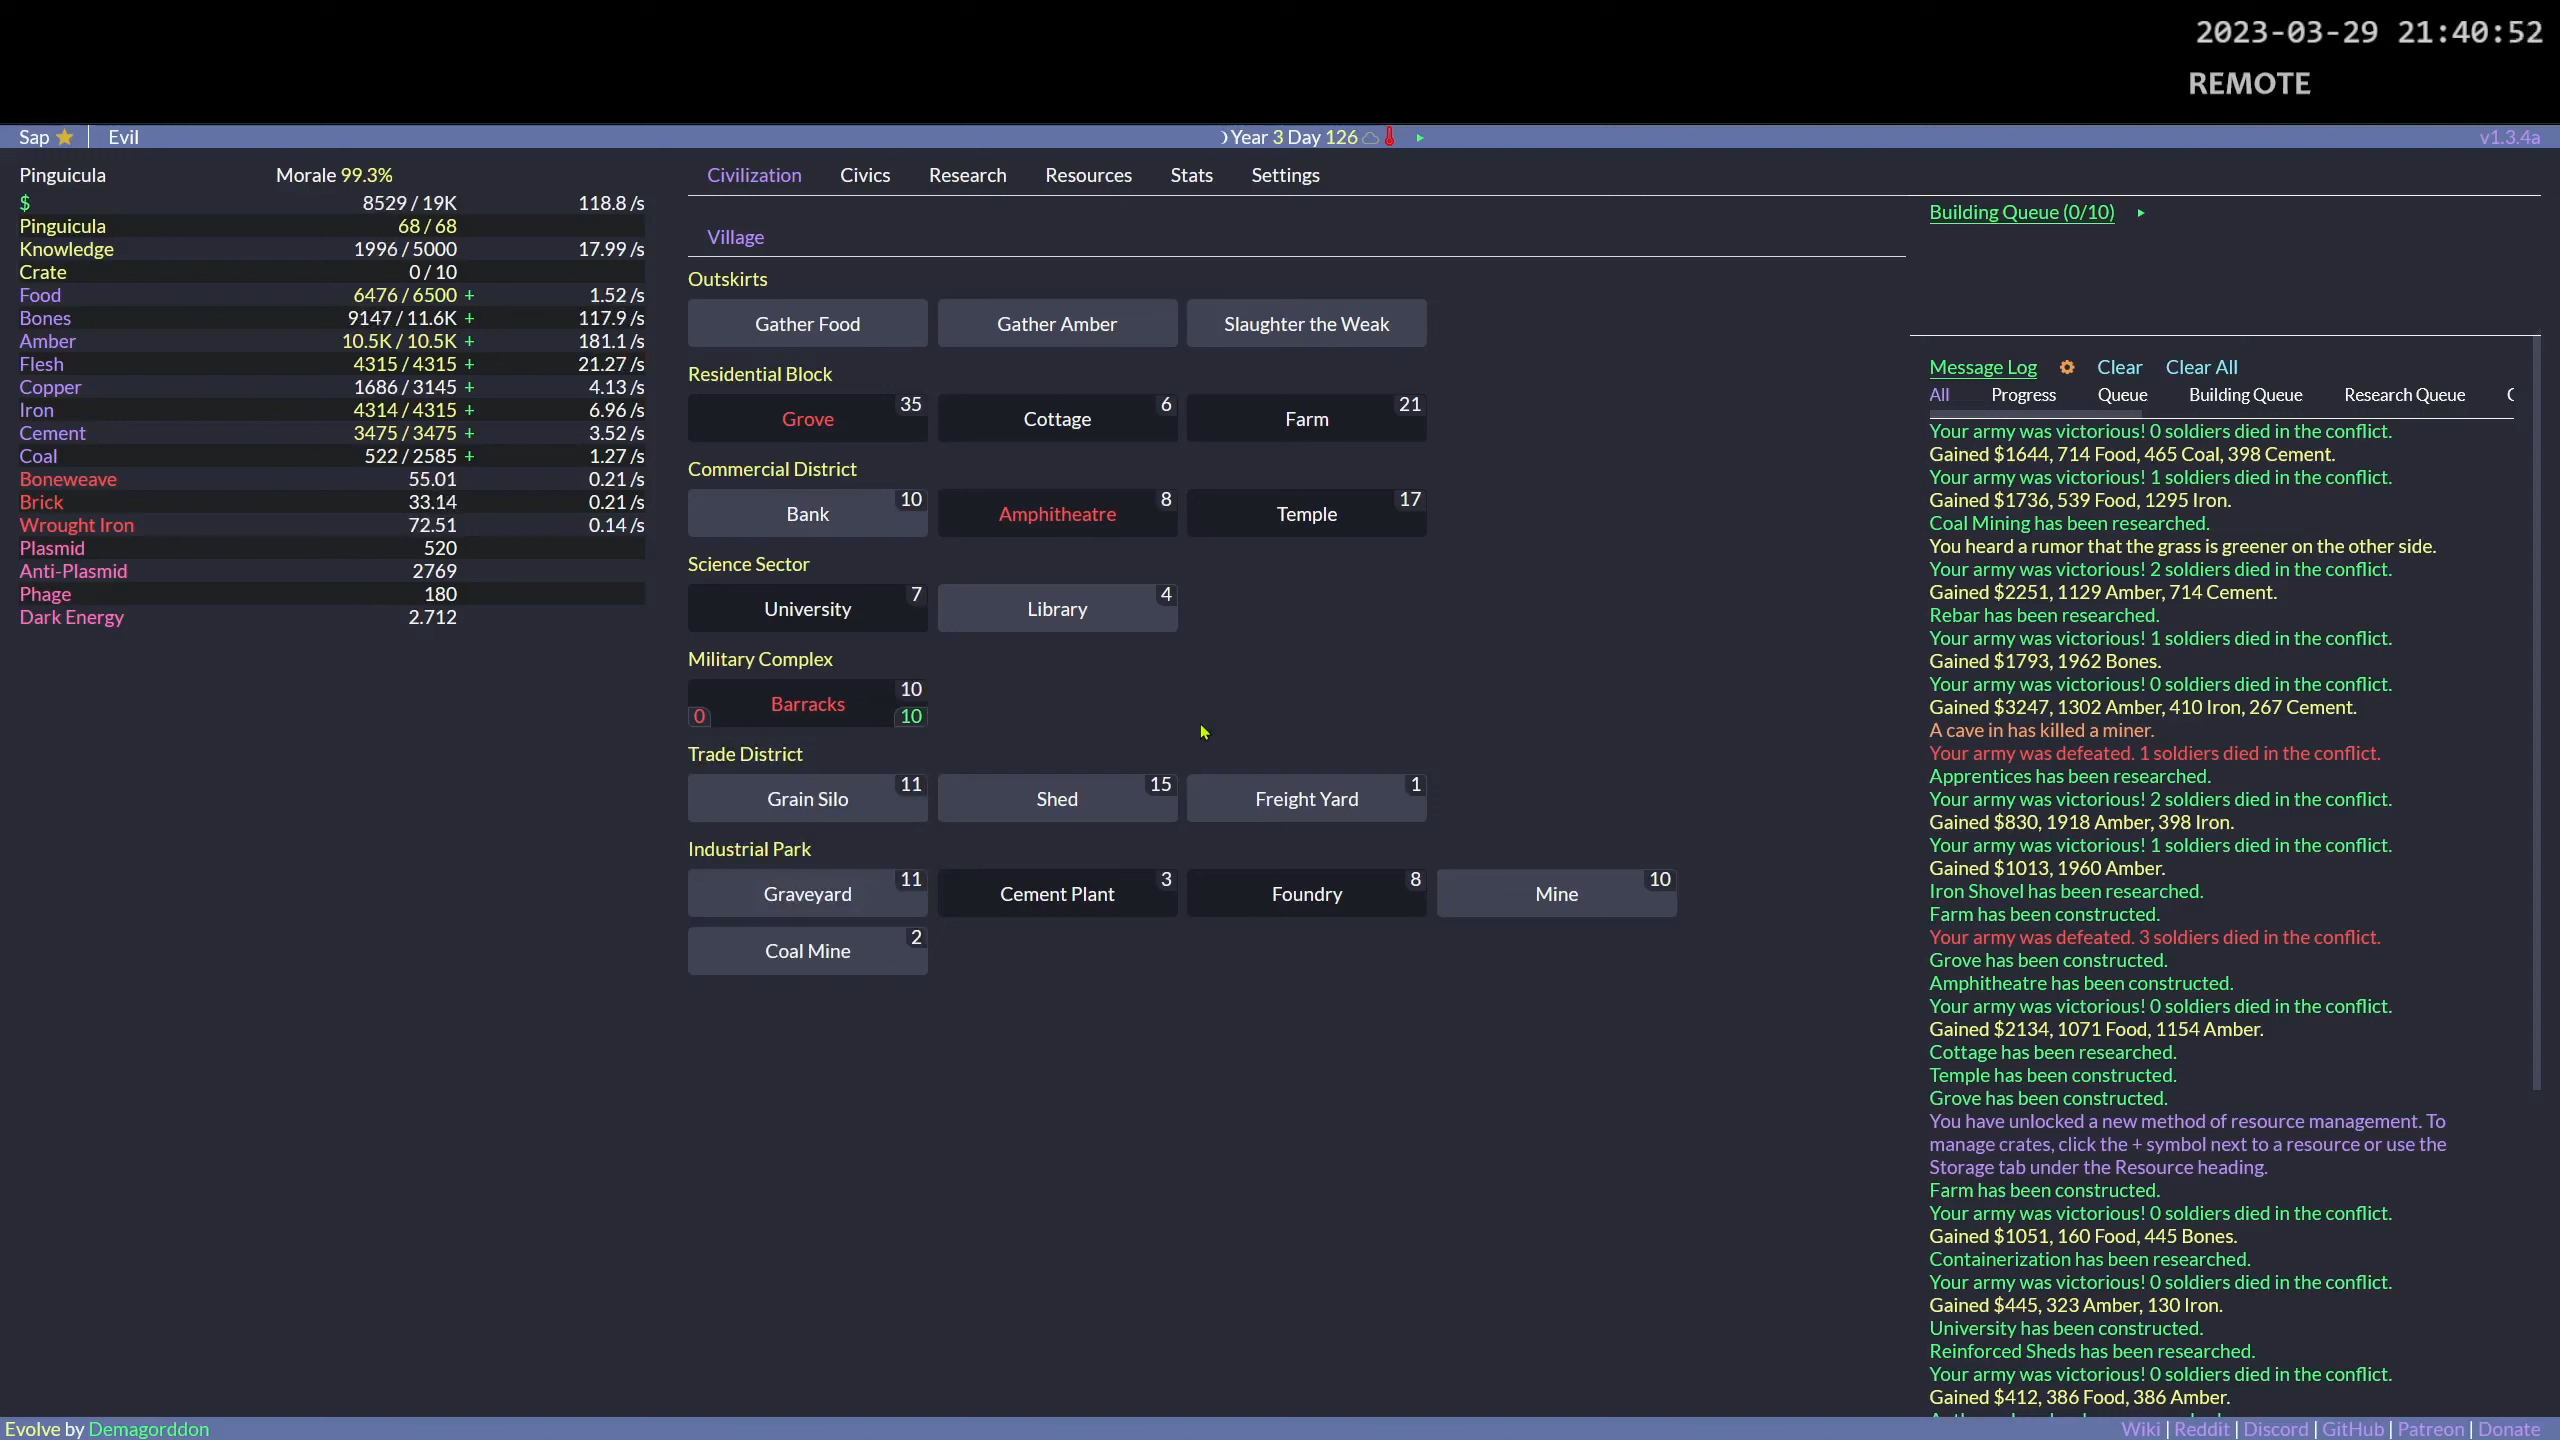 2023-03-29 21:40:52
REMOTE
Sap Evil Year 3 Day 126 v1.3.4a
Pinguicula Morale 99.3%
$ 8529 / 19K 118.8 /s
Pinguicula 68 / 68
Knowledge 1996 / 5000 17.99 /s
Crate 0 / 10
Food 6476 / 6500 + 1.52 /s
Bones 9147 / 11.6K + 117.9 /s
Amber 10.5K / 10.5K + 181.1 /s
Flesh 4315 / 4315 + 21.27 /s
Copper 1686 / 3145 + 4.13 /s
Iron 4314 / 4315 + 6.96 /s
Cement 3475 / 3475 + 3.52 /s
Coal 522 / 2585 + 1.27 /s
Boneweave 55.01 0.21 /s
Brick 33.14 0.21 /s
Wrought Iron 72.51 0.14 /s
Plasmid 520
Anti-Plasmid 2769
Phage 180
Dark Energy 2.712
Civilization Civics Research Resources Stats Settings
Village
Outskirts
Gather Food Gather Amber Slaughter the Weak
Residential Block
Grove 35 Cottage 6 Farm 21
Commercial District
Bank 10 Amphitheatre 8 Temple 17
Science Sector
University 7 Library 4
Military Complex
Barracks 10 0 10
Trade District
Grain Silo 11 Shed 15 Freight Yard 1
Industrial Park
Graveyard 11 Cement Plant 3 Foundry 8 Mine 10
Coal Mine 2
Building Queue (0/10)
Message Log Clear Clear All
All Progress Queue Building Queue Research Queue
Your army was victorious! 0 soldiers died in the conflict.
Gained $1644, 714 Food, 465 Coal, 398 Cement.
Your army was victorious! 1 soldiers died in the conflict.
Gained $1736, 539 Food, 1295 Iron.
Coal Mining has been researched.
You heard a rumor that the grass is greener on the other side.
Your army was victorious! 2 soldiers died in the conflict.
Gained $2251, 1129 Amber, 714 Cement.
Rebar has been researched.
Your army was victorious! 1 soldiers died in the conflict.
Gained $1793, 1962 Bones.
Your army was victorious! 0 soldiers died in the conflict.
Gained $3247, 1302 Amber, 410 Iron, 267 Cement.
A cave in has killed a miner.
Your army was defeated. 1 soldiers died in the conflict.
Apprentices has been researched.
Your army was victorious! 2 soldiers died in the conflict.
Gained $830, 1918 Amber, 398 Iron.
Your army was victorious! 1 soldiers died in the conflict.
Gained $1013, 1960 Amber.
Iron Shovel has been researched.
Farm has been constructed.
Your army was defeated. 3 soldiers died in the conflict.
Grove has been constructed.
Amphitheatre has been constructed.
Your army was victorious! 0 soldiers died in the conflict.
Gained $2134, 1071 Food, 1154 Amber.
Cottage has been researched.
Temple has been constructed.
Grove has been constructed.
You have unlocked a new method of resource management. To
manage crates, click the + symbol next to a resource or use the
Storage tab under the Resource heading.
Farm has been constructed.
Your army was victorious! 0 soldiers died in the conflict.
Gained $1051, 160 Food, 445 Bones.
Containerization has been researched.
Your army was victorious! 0 soldiers died in the conflict.
Gained $445, 323 Amber, 130 Iron.
University has been constructed.
Reinforced Sheds has been researched.
Your army was victorious! 0 soldiers died in the conflict.
Gained $412, 386 Food, 386 Amber.
Evolve by Demagorddon Wiki | Reddit | Discord | GitHub | Patreon | Donate